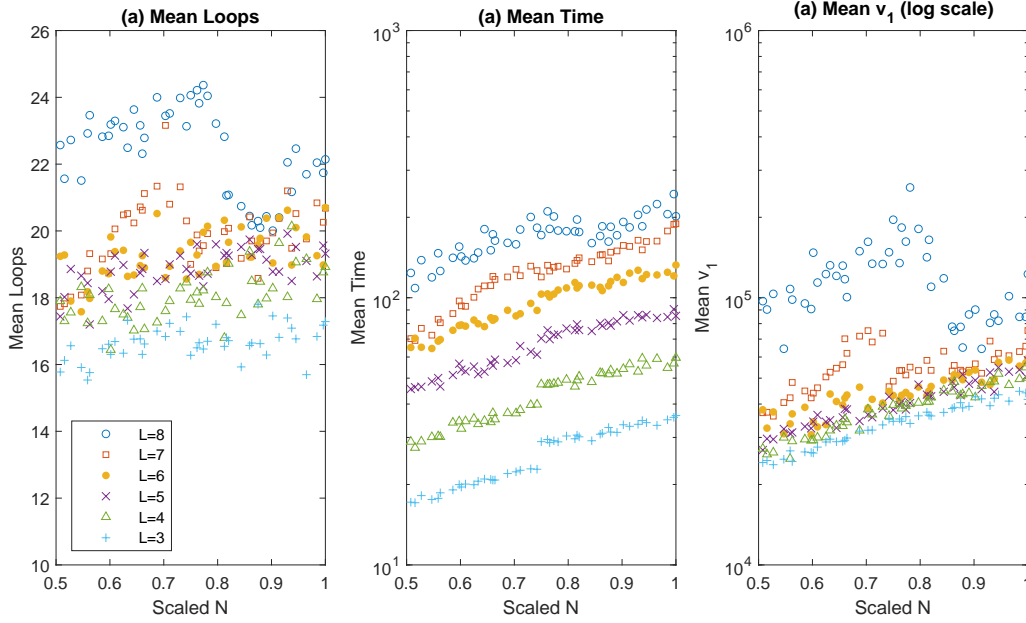 (a) Mean Loops
26
24
22
20
18
16
14
12
10
Mean Loops
L=8
L=7
L=6
L=5
L=4
L=3
0.5 0.6 0.7 0.8 0.9 1
Scaled N
(a) Mean Time
10^3
10^2
10^1
Mean Time
0.5 0.6 0.7 0.8 0.9 1
Scaled N
(a) Mean v_1 (log scale)
10^6
10^5
10^4
Mean v_1
0.5 0.6 0.7 0.8 0.9 1
Scaled N